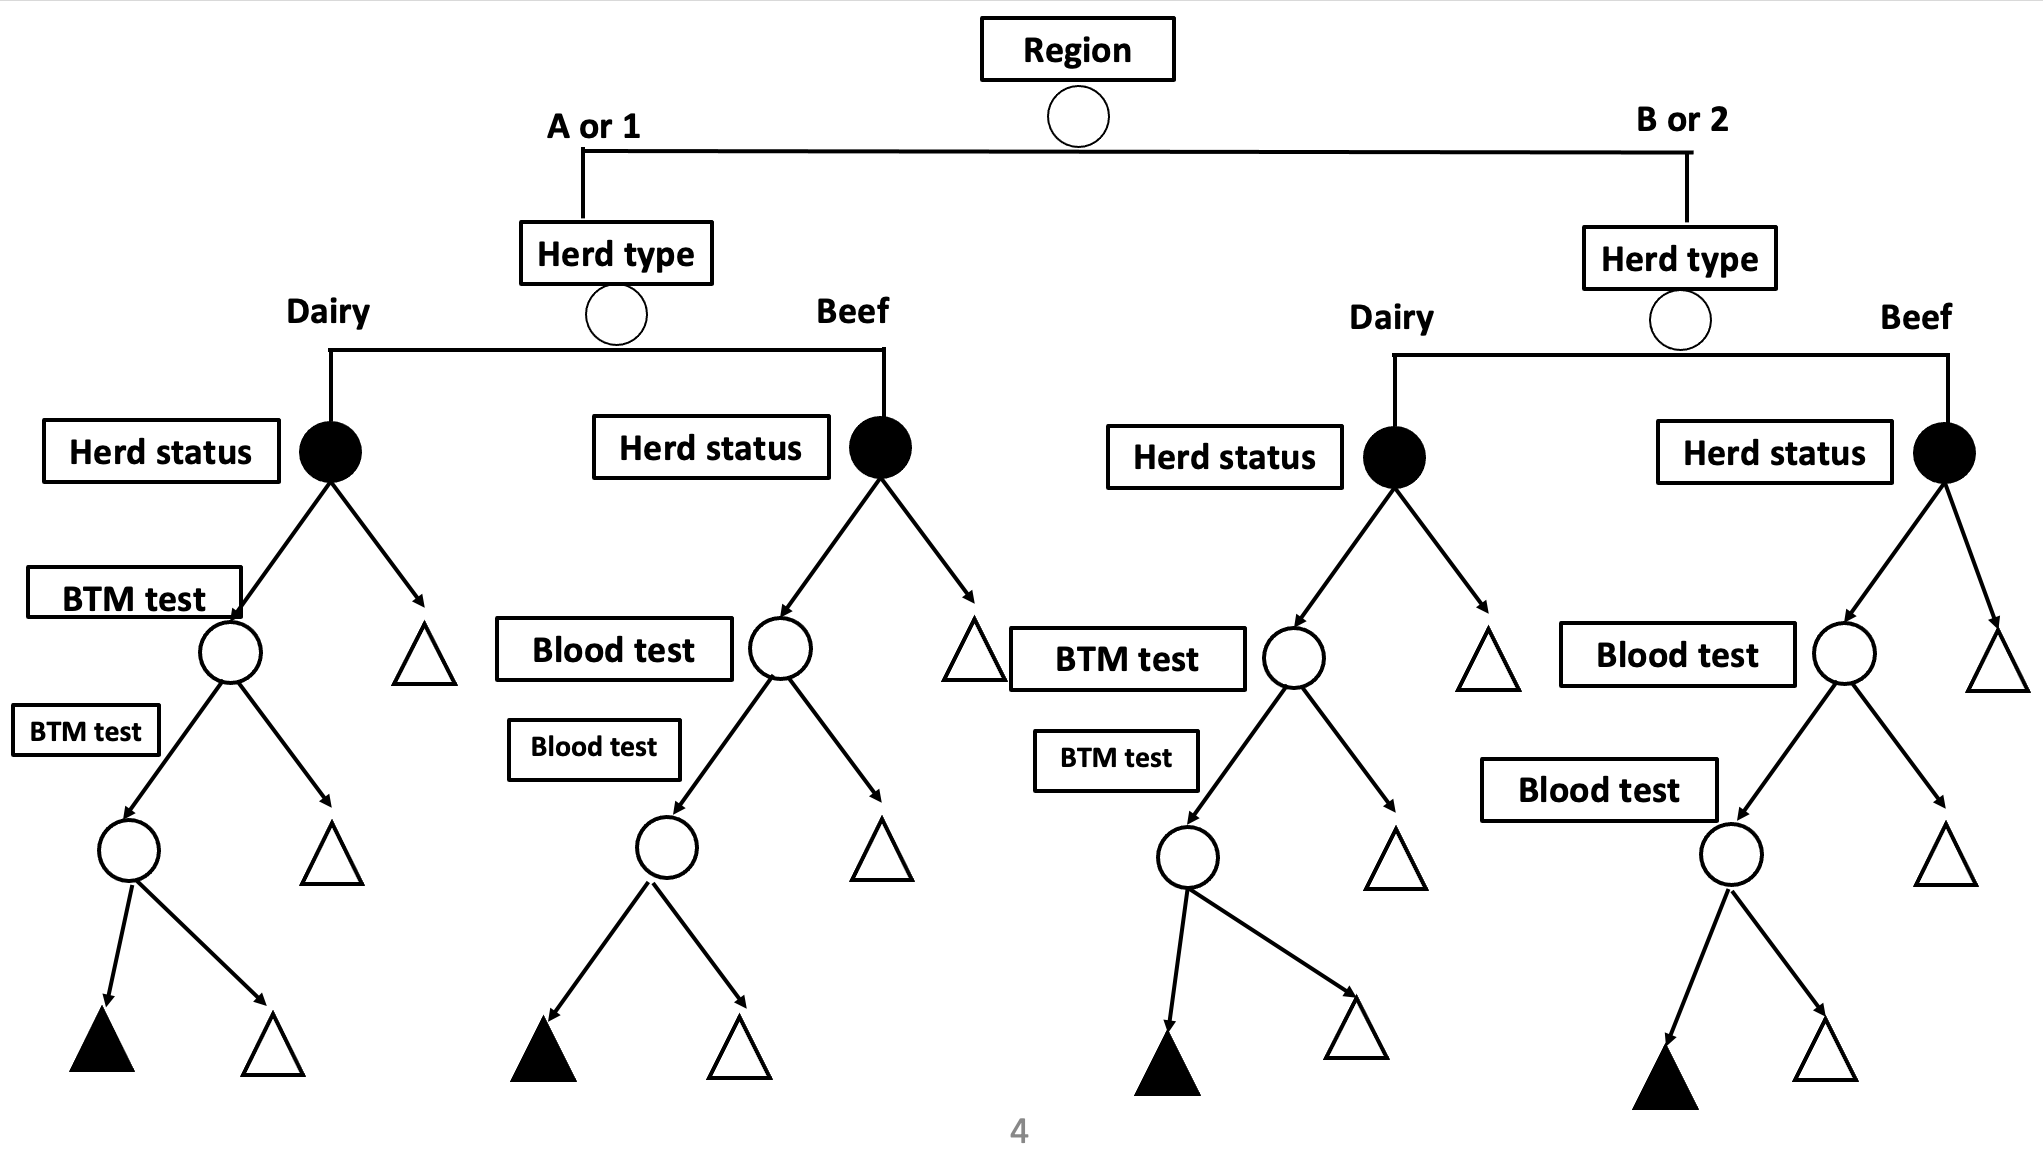 Region
A or 1
B or 2
Herd type
Herd type
Dairy
Beef
Dairy
Beef
Herd status
Herd status
Herd status
Herd status
BTM test
Blood test
BTM test
Blood test
BTM test
Blood test
BTM test
Blood test
4